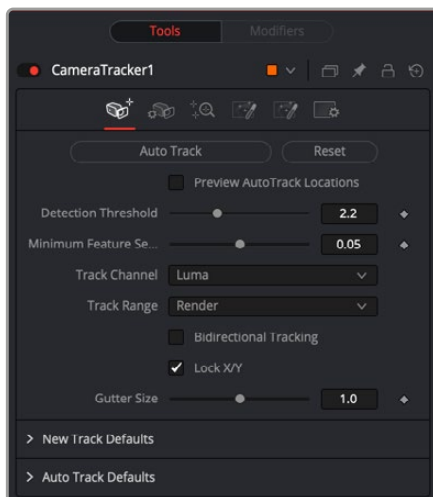 Tools Modifiers
CameraTracker1
Auto Track Reset
Preview AutoTrack Locations
Detection Threshold 2.2
Minimum Feature Se... 0.05
Track Channel Luma
Track Range Render
Bidirectional Tracking
Lock X/Y
Gutter Size 1.0
New Track Defaults
Auto Track Defaults